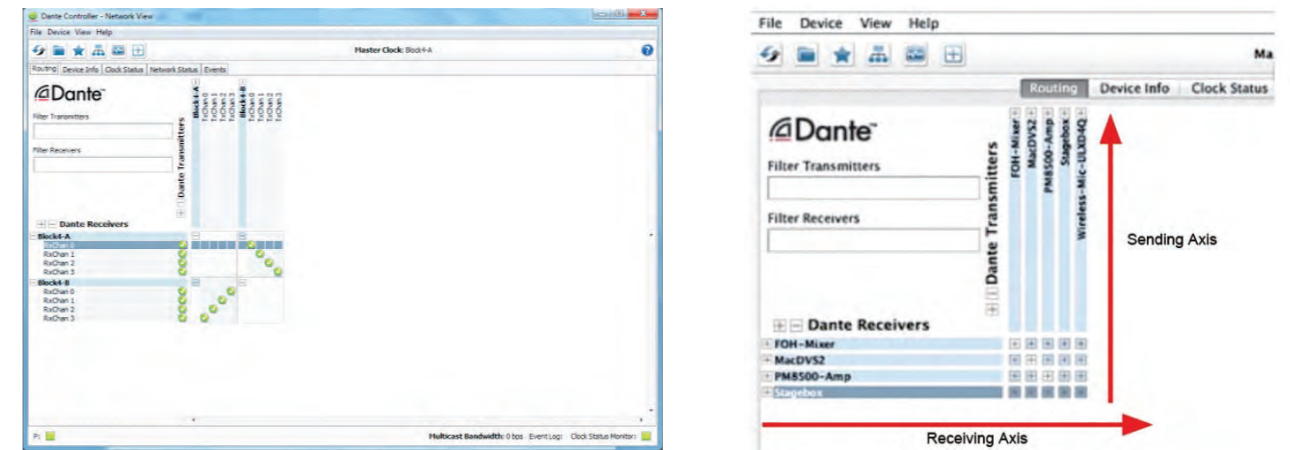 Dante Controller - Network View
File Device View Help
Master Clock: Block4-A
Routing Device Info Clock Status Network Status Events
Dante™
Filter Transmitters
Filter Receivers
Dante Transmitters
Block4-A
TxChan 0
TxChan 1
TxChan 2
TxChan 3
Block4-B
TxChan 0
TxChan 1
TxChan 2
TxChan 3
Dante Receivers
Block4-A
RxChan 0
RxChan 1
RxChan 2
RxChan 3
Block4-B
RxChan 0
RxChan 1
RxChan 2
RxChan 3
P:
Multicast Bandwidth: 0 bps Event Log: Clock Status Monitor:
File Device View Help
Ma
Routing Device Info Clock Status
Dante™
Filter Transmitters
Filter Receivers
Dante Transmitters
FOH-Mixer
MacDVS2
PM8500-Amp
Stagebox
Wireless-Mic-ULXD4Q
Dante Receivers
FOH-Mixer
MacDVS2
PM8500-Amp
Stagebox
Sending Axis
Receiving Axis